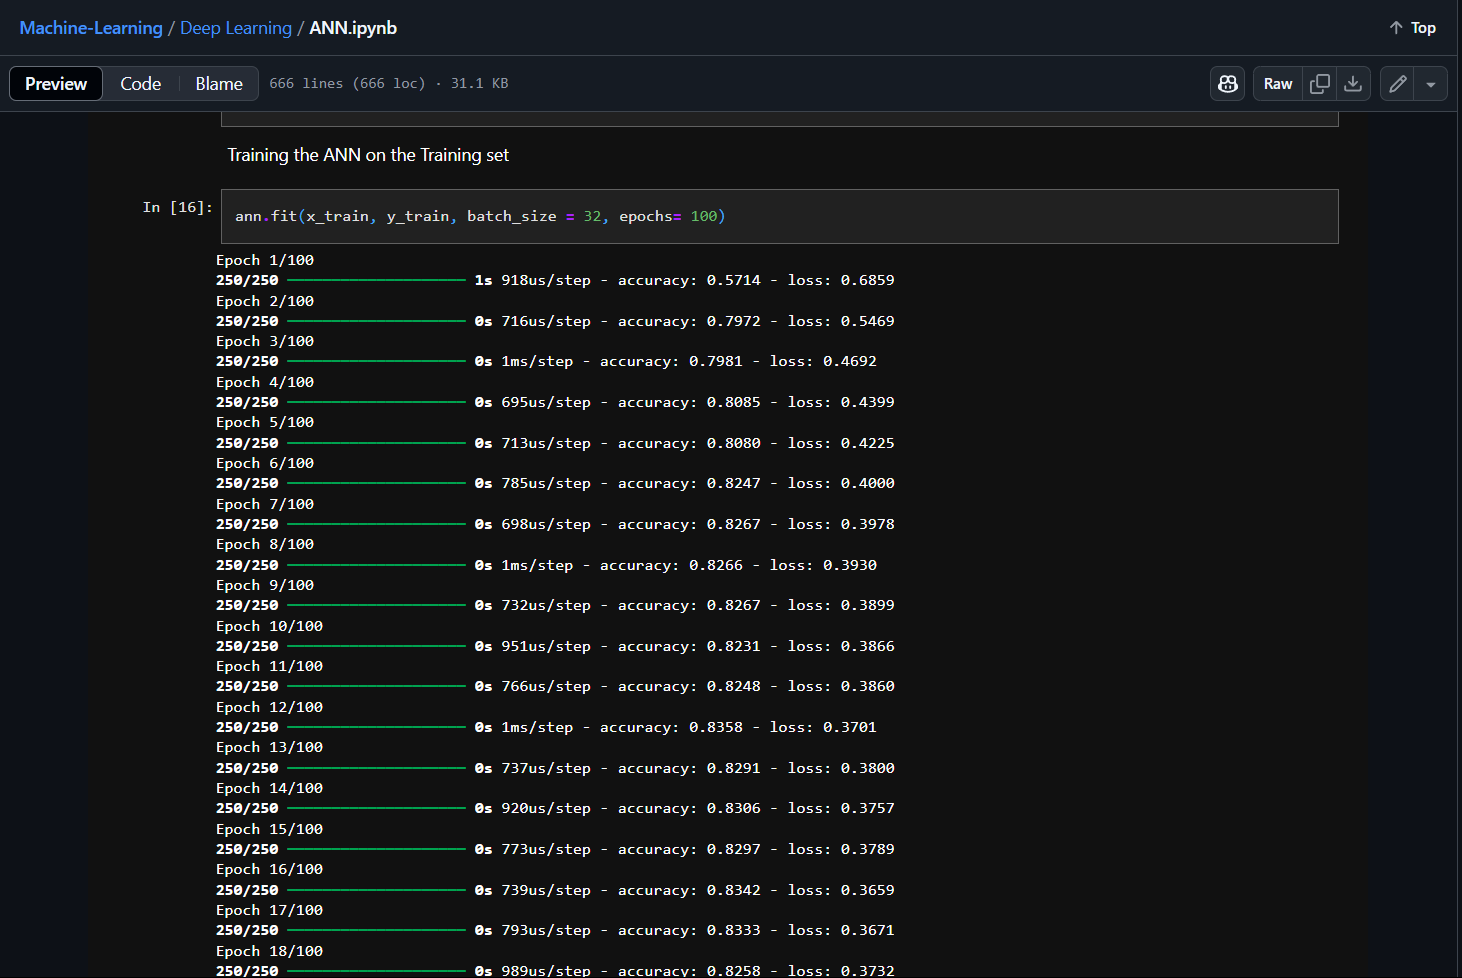 Machine-Learning / Deep Learning / ANN.ipynb
Top
Preview Code Blame 666 lines (666 loc) · 31.1 KB Raw
Training the ANN on the Training set
In [16]: ann.fit(x_train, y_train, batch_size = 32, epochs= 100)
Epoch 1/100
250/250 1s 918us/step - accuracy: 0.5714 - loss: 0.6859
Epoch 2/100
250/250 0s 716us/step - accuracy: 0.7972 - loss: 0.5469
Epoch 3/100
250/250 0s 1ms/step - accuracy: 0.7981 - loss: 0.4692
Epoch 4/100
250/250 0s 695us/step - accuracy: 0.8085 - loss: 0.4399
Epoch 5/100
250/250 0s 713us/step - accuracy: 0.8080 - loss: 0.4225
Epoch 6/100
250/250 0s 785us/step - accuracy: 0.8247 - loss: 0.4000
Epoch 7/100
250/250 0s 698us/step - accuracy: 0.8267 - loss: 0.3978
Epoch 8/100
250/250 0s 1ms/step - accuracy: 0.8266 - loss: 0.3930
Epoch 9/100
250/250 0s 732us/step - accuracy: 0.8267 - loss: 0.3899
Epoch 10/100
250/250 0s 951us/step - accuracy: 0.8231 - loss: 0.3866
Epoch 11/100
250/250 0s 766us/step - accuracy: 0.8248 - loss: 0.3860
Epoch 12/100
250/250 0s 1ms/step - accuracy: 0.8358 - loss: 0.3701
Epoch 13/100
250/250 0s 737us/step - accuracy: 0.8291 - loss: 0.3800
Epoch 14/100
250/250 0s 920us/step - accuracy: 0.8306 - loss: 0.3757
Epoch 15/100
250/250 0s 773us/step - accuracy: 0.8297 - loss: 0.3789
Epoch 16/100
250/250 0s 739us/step - accuracy: 0.8342 - loss: 0.3659
Epoch 17/100
250/250 0s 793us/step - accuracy: 0.8333 - loss: 0.3671
Epoch 18/100
250/250 0s 989us/step - accuracy: 0.8258 - loss: 0.3732